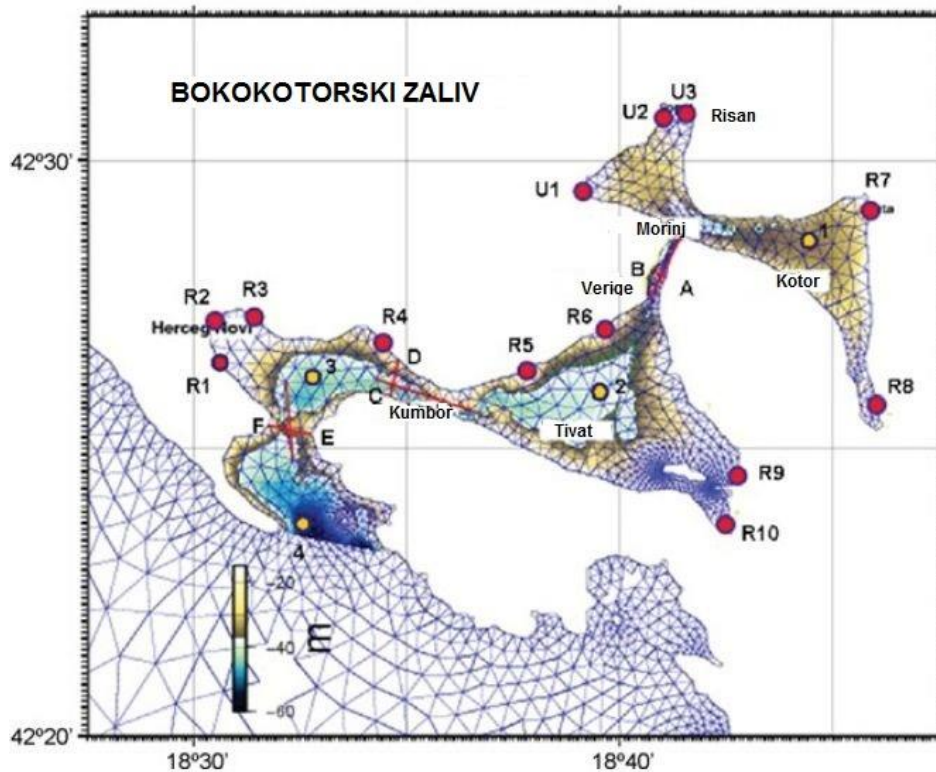 BOKOKOTORSKI ZALIV
U3
U2
Risan
42°30'
U1
R7
Morinj
1
B
Verige
A
Kotor
R2
R3
Herceg Novi
R4
R6
R1
D
R5
3
C
Kumbor
2
R8
F
E
Tivat
R9
4
R10
-20
-40
m
-60
42°20'
18°30'
18°40'